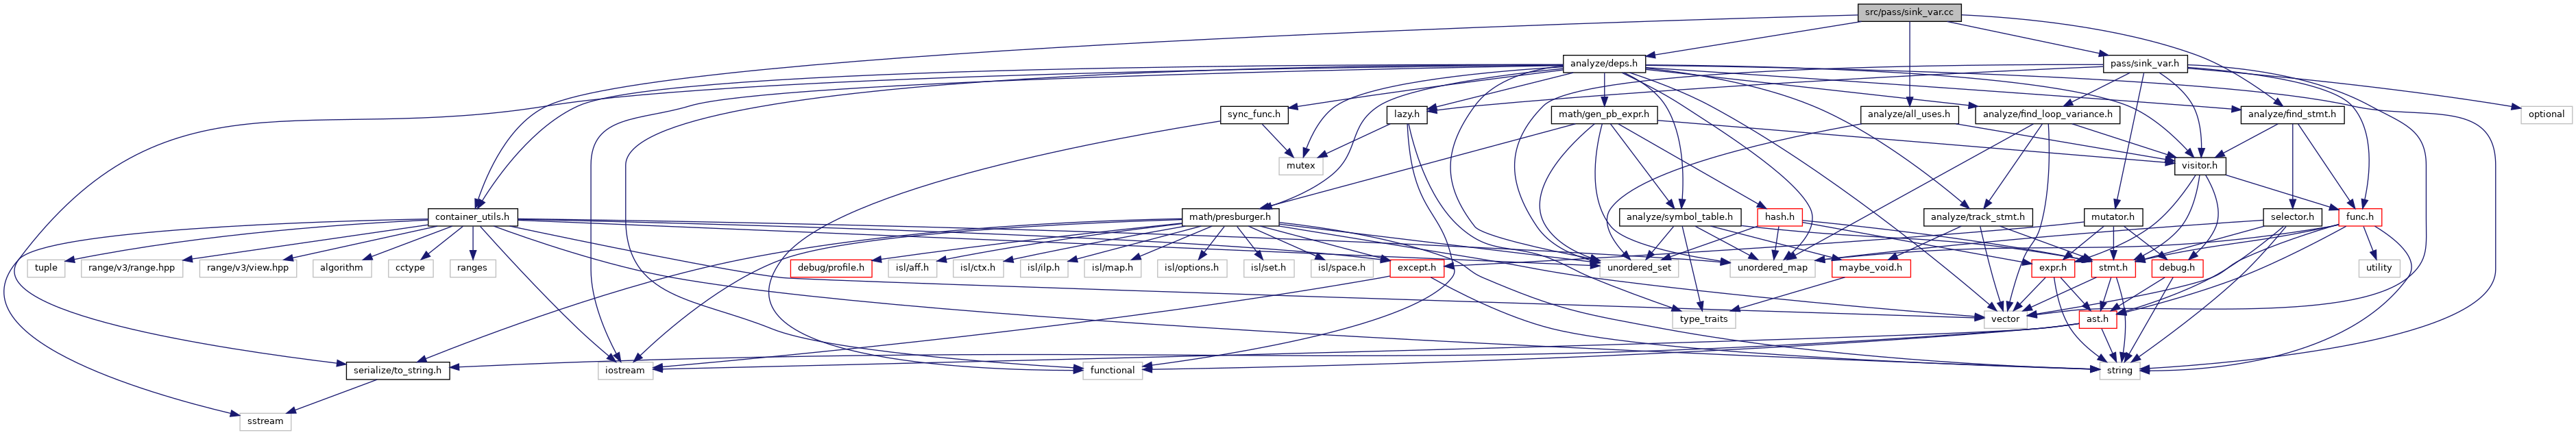 src/pass/sink_var.cc
analyze/deps.h
pass/sink_var.h
sync_func.h
lazy.h
math/gen_pb_expr.h
analyze/all_uses.h
analyze/find_loop_variance.h
analyze/find_stmt.h
optional
mutex
visitor.h
container_utils.h
math/presburger.h
analyze/symbol_table.h
hash.h
analyze/track_stmt.h
mutator.h
selector.h
func.h
tuple
range/v3/range.hpp
range/v3/view.hpp
algorithm
cctype
ranges
debug/profile.h
isl/aff.h
isl/ctx.h
isl/ilp.h
isl/map.h
isl/options.h
isl/set.h
isl/space.h
except.h
unordered_set
unordered_map
maybe_void.h
expr.h
stmt.h
debug.h
utility
type_traits
vector
ast.h
serialize/to_string.h
iostream
functional
string
sstream